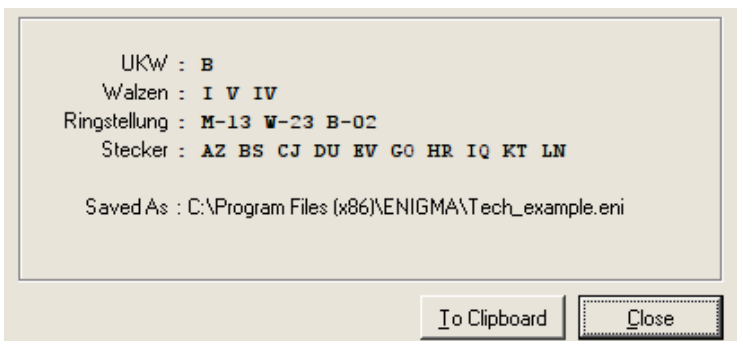 UKW : B
Walzen : I V IV
Ringstellung : M-13 W-23 B-02
Stecker : AZ BS CJ DU EV GO HR IQ KT LN
Saved As : C:\Program Files (x86)\ENIGMA\Tech_example.eni
To Clipboard Close